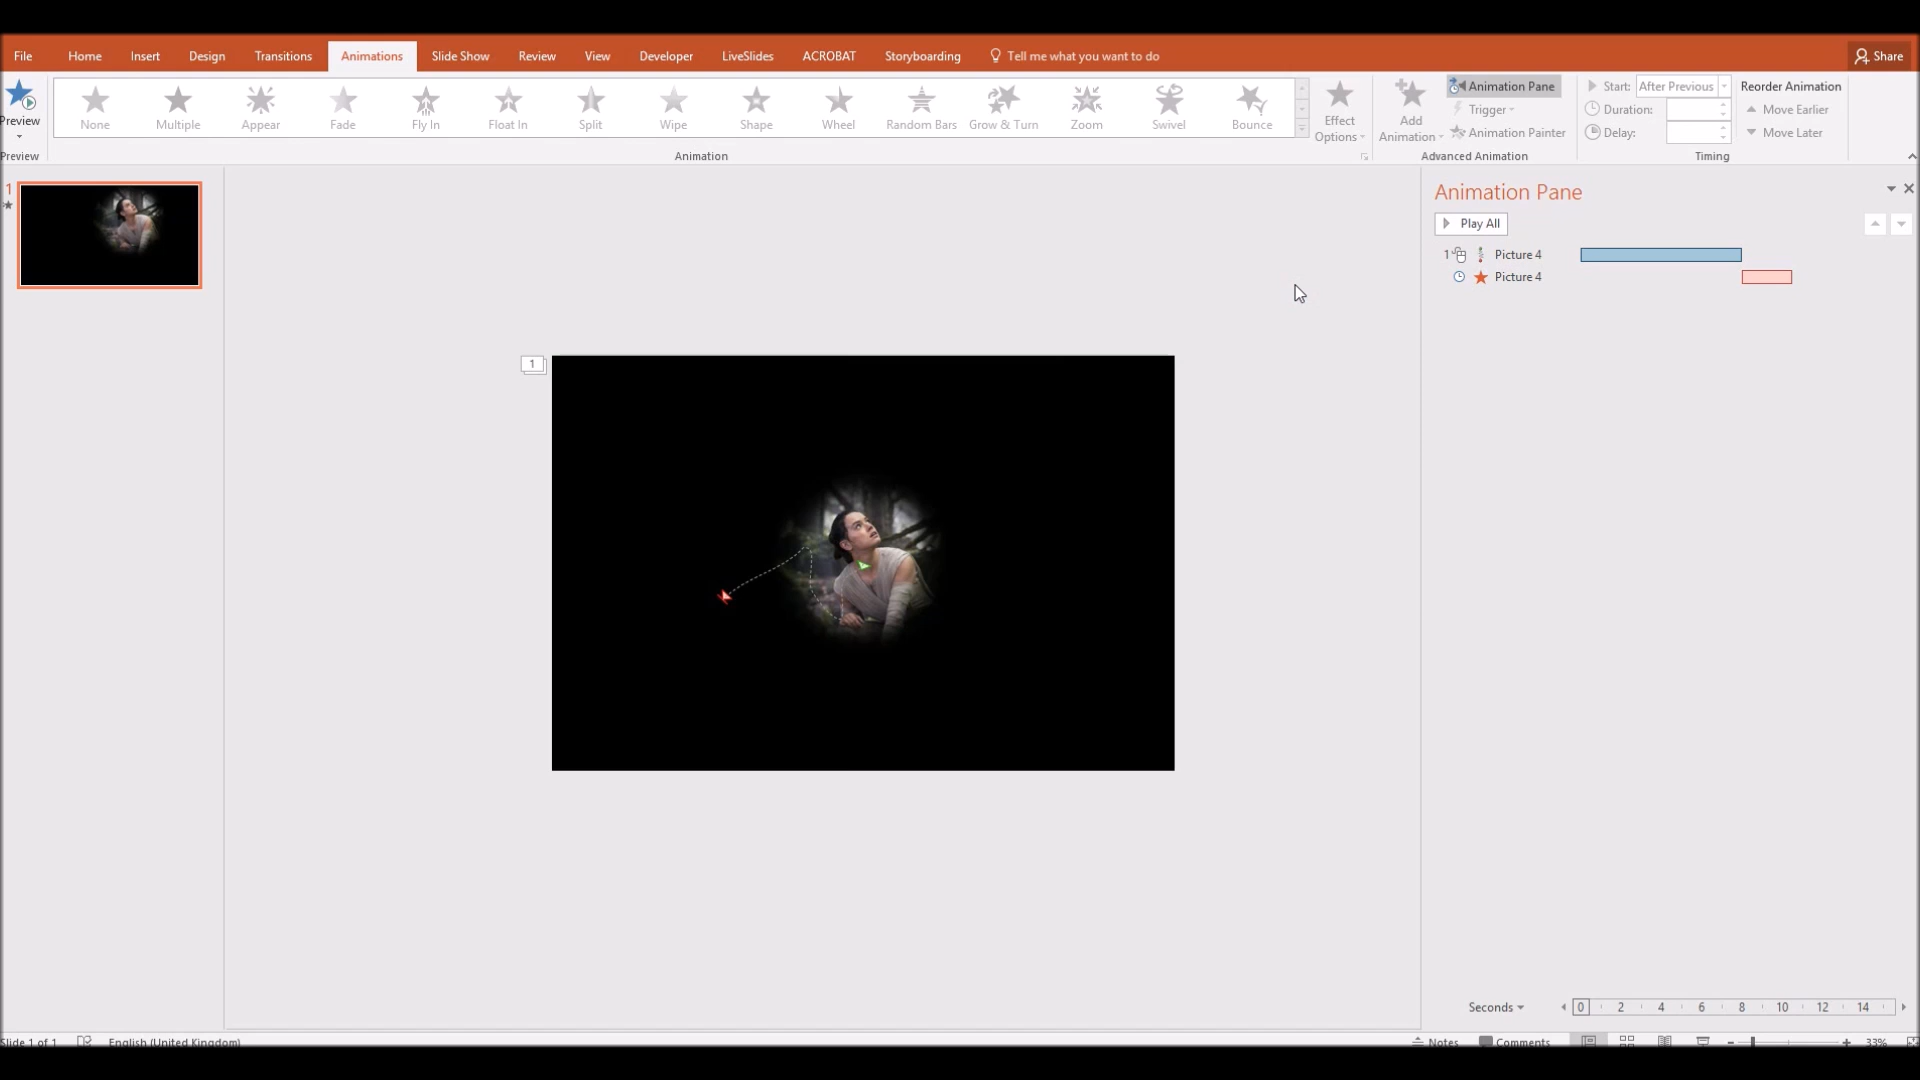 File Home Insert Design Transitions Animations Slide Show Review View Developer LiveSlides ACROBAT Storyboarding Tell me what you want to do Share
Preview
None Multiple Appear Fade Fly In Float In Split Wipe Shape Wheel Random Bars Grow & Turn Zoom Swivel Bounce
Effect Options
Add Animation
Animation Pane
Trigger
Animation Painter
Start: After Previous
Duration:
Delay:
Reorder Animation
Move Earlier
Move Later
Preview Animation Advanced Animation Timing
1
1
Animation Pane
Play All
1 Picture 4
Picture 4
Seconds 0 2 4 6 8 10 12 14
Slide 1 of 1 English (United Kingdom) Notes Comments 33%